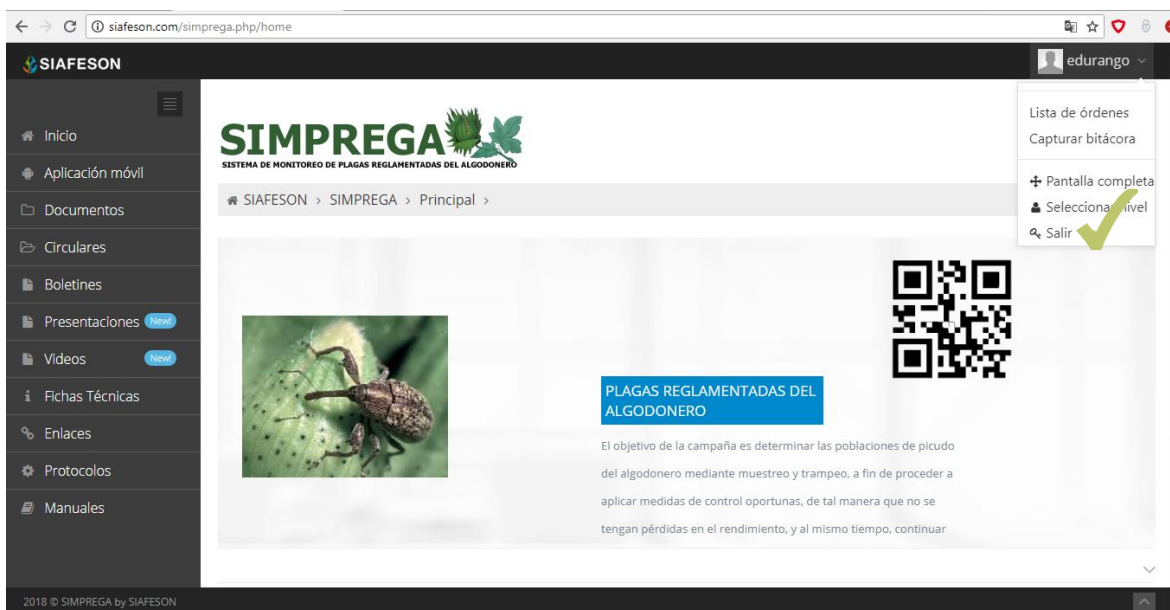 siafeson.com/simprega.php/home
SIAFESON
edurango
Inicio
Aplicación móvil
Documentos
Circulares
Boletines
Presentaciones New!
Videos New!
Fichas Técnicas
Enlaces
Protocolos
Manuales
SIMPREGA
SISTEMA DE MONITOREO DE PLAGAS REGLAMENTADAS DEL ALGODONERO
SIAFESON > SIMPREGA > Principal >
Lista de órdenes
Capturar bitácora
Pantalla completa
Seleccionar nivel
Salir
PLAGAS REGLAMENTADAS DEL
ALGODONERO
El objetivo de la campaña es determinar las poblaciones de picudo
del algodonero mediante muestreo y trampeo, a fin de proceder a
aplicar medidas de control oportunas, de tal manera que no se
tengan pérdidas en el rendimiento, y al mismo tiempo, continuar
2018 © SIMPREGA by SIAFESON